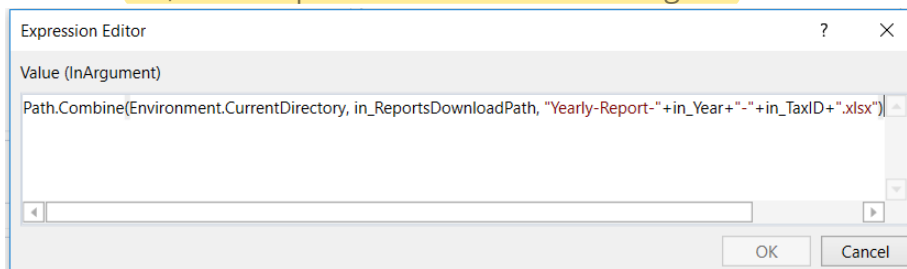 Expression Editor
?
Value (InArgument)
Path.Combine(Environment.CurrentDirectory, in_ReportsDownloadPath, "Yearly-Report-"+in_Year+"-"+in_TaxID+".xlsx")
OK
Cancel